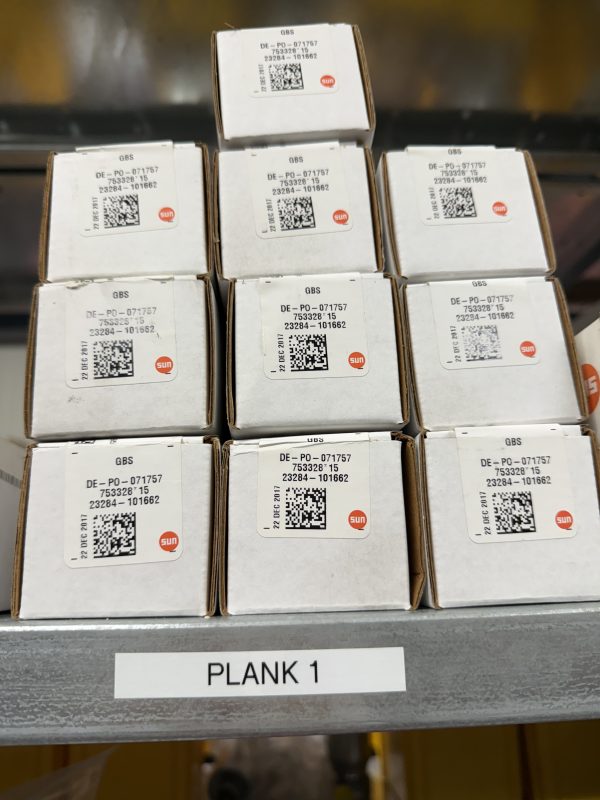 GBS
DE-PO-071757
753328*15
23284-101662
22 DEC 2017
sun
GBS
DE-PO-071757
753328*15
23284-101662
22 DEC 2017
sun
GBS
DE-PO-071757
753328*15
23284-101662
22 DEC 2017
sun
GBS
DE-PO-071757
753328*15
23284-101662
22 DEC 2017
sun
GBS
DE-PO-071757
753328*15
23284-101662
22 DEC 2017
sun
GBS
DE-PO-071757
753328*15
23284-101662
22 DEC 2017
sun
GBS
DE-PO-071757
753328*15
23284-101662
22 DEC 2017
sun
GBS
DE-PO-071757
753328*15
23284-101662
22 DEC 2017
sun
GBS
DE-PO-071757
753328*15
23284-101662
22 DEC 2017
sun
GBS
DE-PO-071757
753328*15
23284-101662
22 DEC 2017
sun
PLANK 1